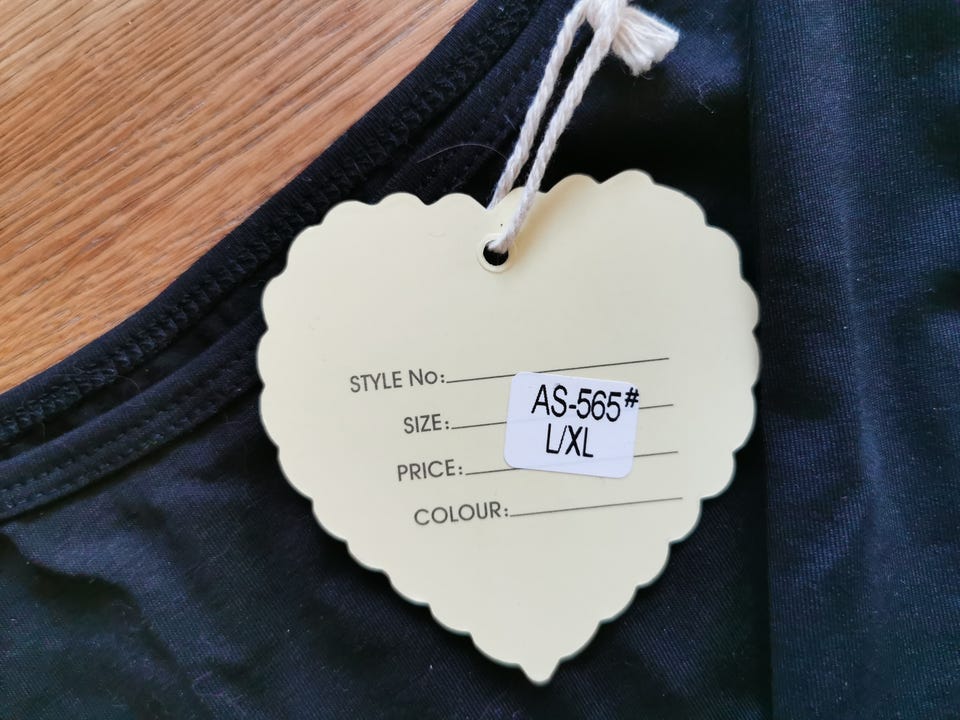 STYLE No:
SIZE:
AS-565#
L/XL
PRICE:
COLOUR: